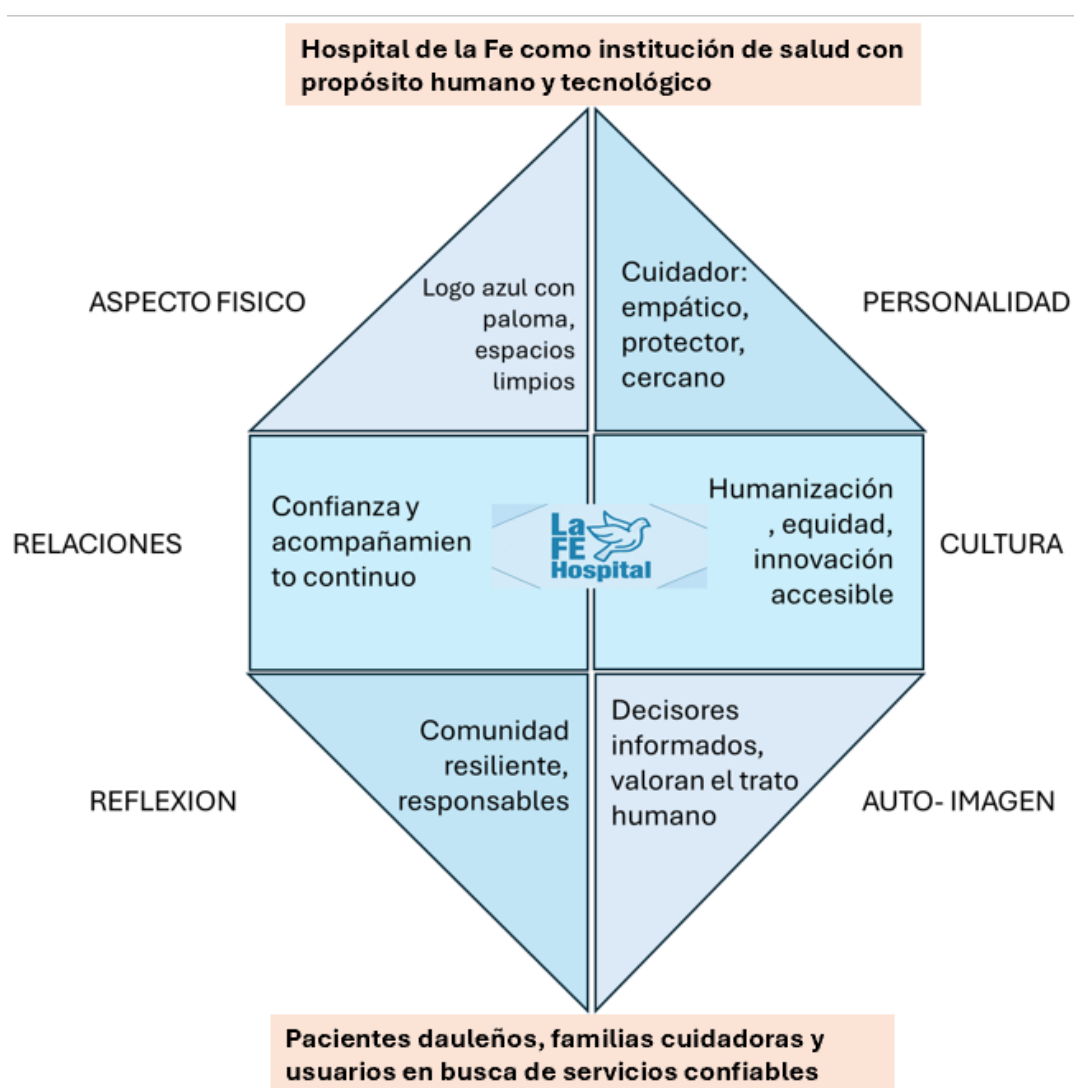 Hospital de la Fe como institución de salud con
propósito humano y tecnológico
ASPECTO FISICO
Logo azul con
paloma,
espacios
limpios
Cuidador:
empático,
protector,
cercano
PERSONALIDAD
RELACIONES
Confianza y
acompañamien
to continuo
La
FE
Hospital
Humanización
, equidad,
innovación
accesible
CULTURA
REFLEXION
Comunidad
resiliente,
responsables
Decisores
informados,
valoran el trato
humano
AUTO- IMAGEN
Pacientes dauleños, familias cuidadoras y
usuarios en busca de servicios confiables